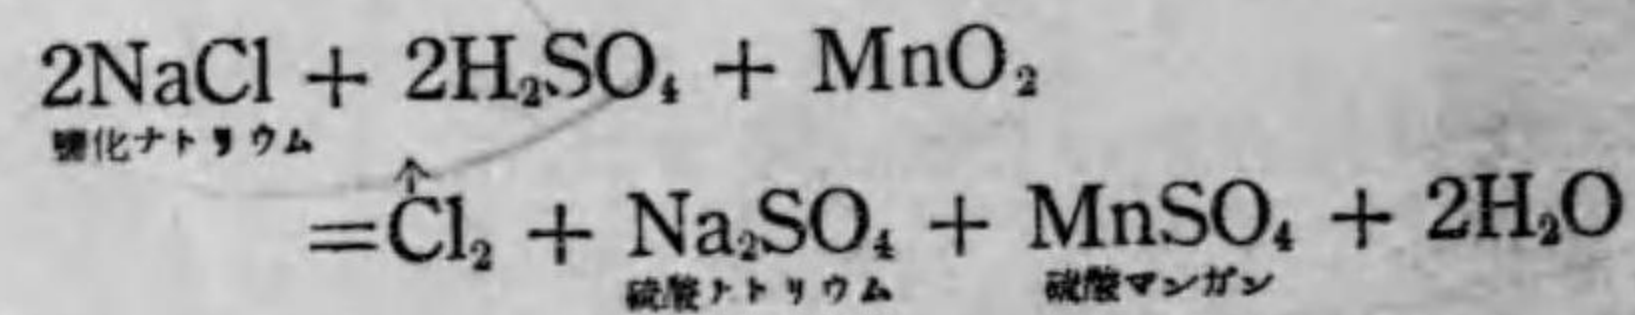 2NaCl + 2H₂SO₄ + MnO₂
鹽化ナトリウム
=Cl₂↑ + Na₂SO₄ + MnSO₄ + 2H₂O
硫酸ナトリウム 硫酸マンガン